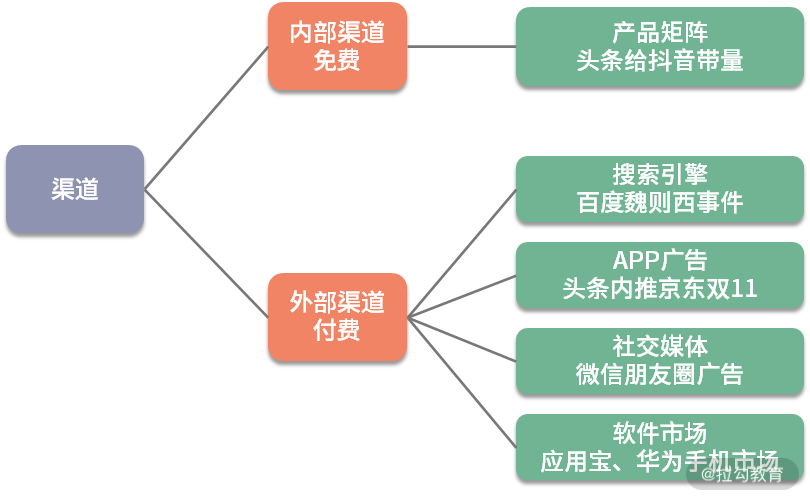 内部渠道
免费
产品矩阵
头条给抖音带量
渠道
搜索引擎
百度魏则西事件
APP广告
头条内推京东双11
外部渠道
付费
社交媒体
微信朋友圈广告
软件市场
应用宝、华为手机市场
@拉勾教育